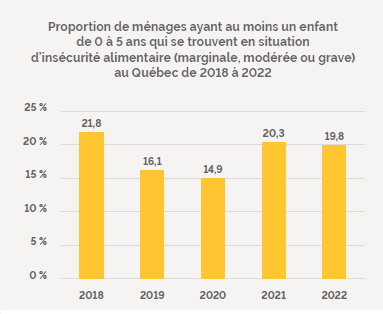 Proportion de ménages ayant au moins un enfant
de 0 à 5 ans qui se trouvent en situation
d'insécurité alimentaire (marginale, modérée ou grave)
au Québec de 2018 à 2022
25 %
20 %
15 %
10 %
5 %
0 %
21,8
16,1
14,9
20,3
19,8
2018 2019 2020 2021 2022